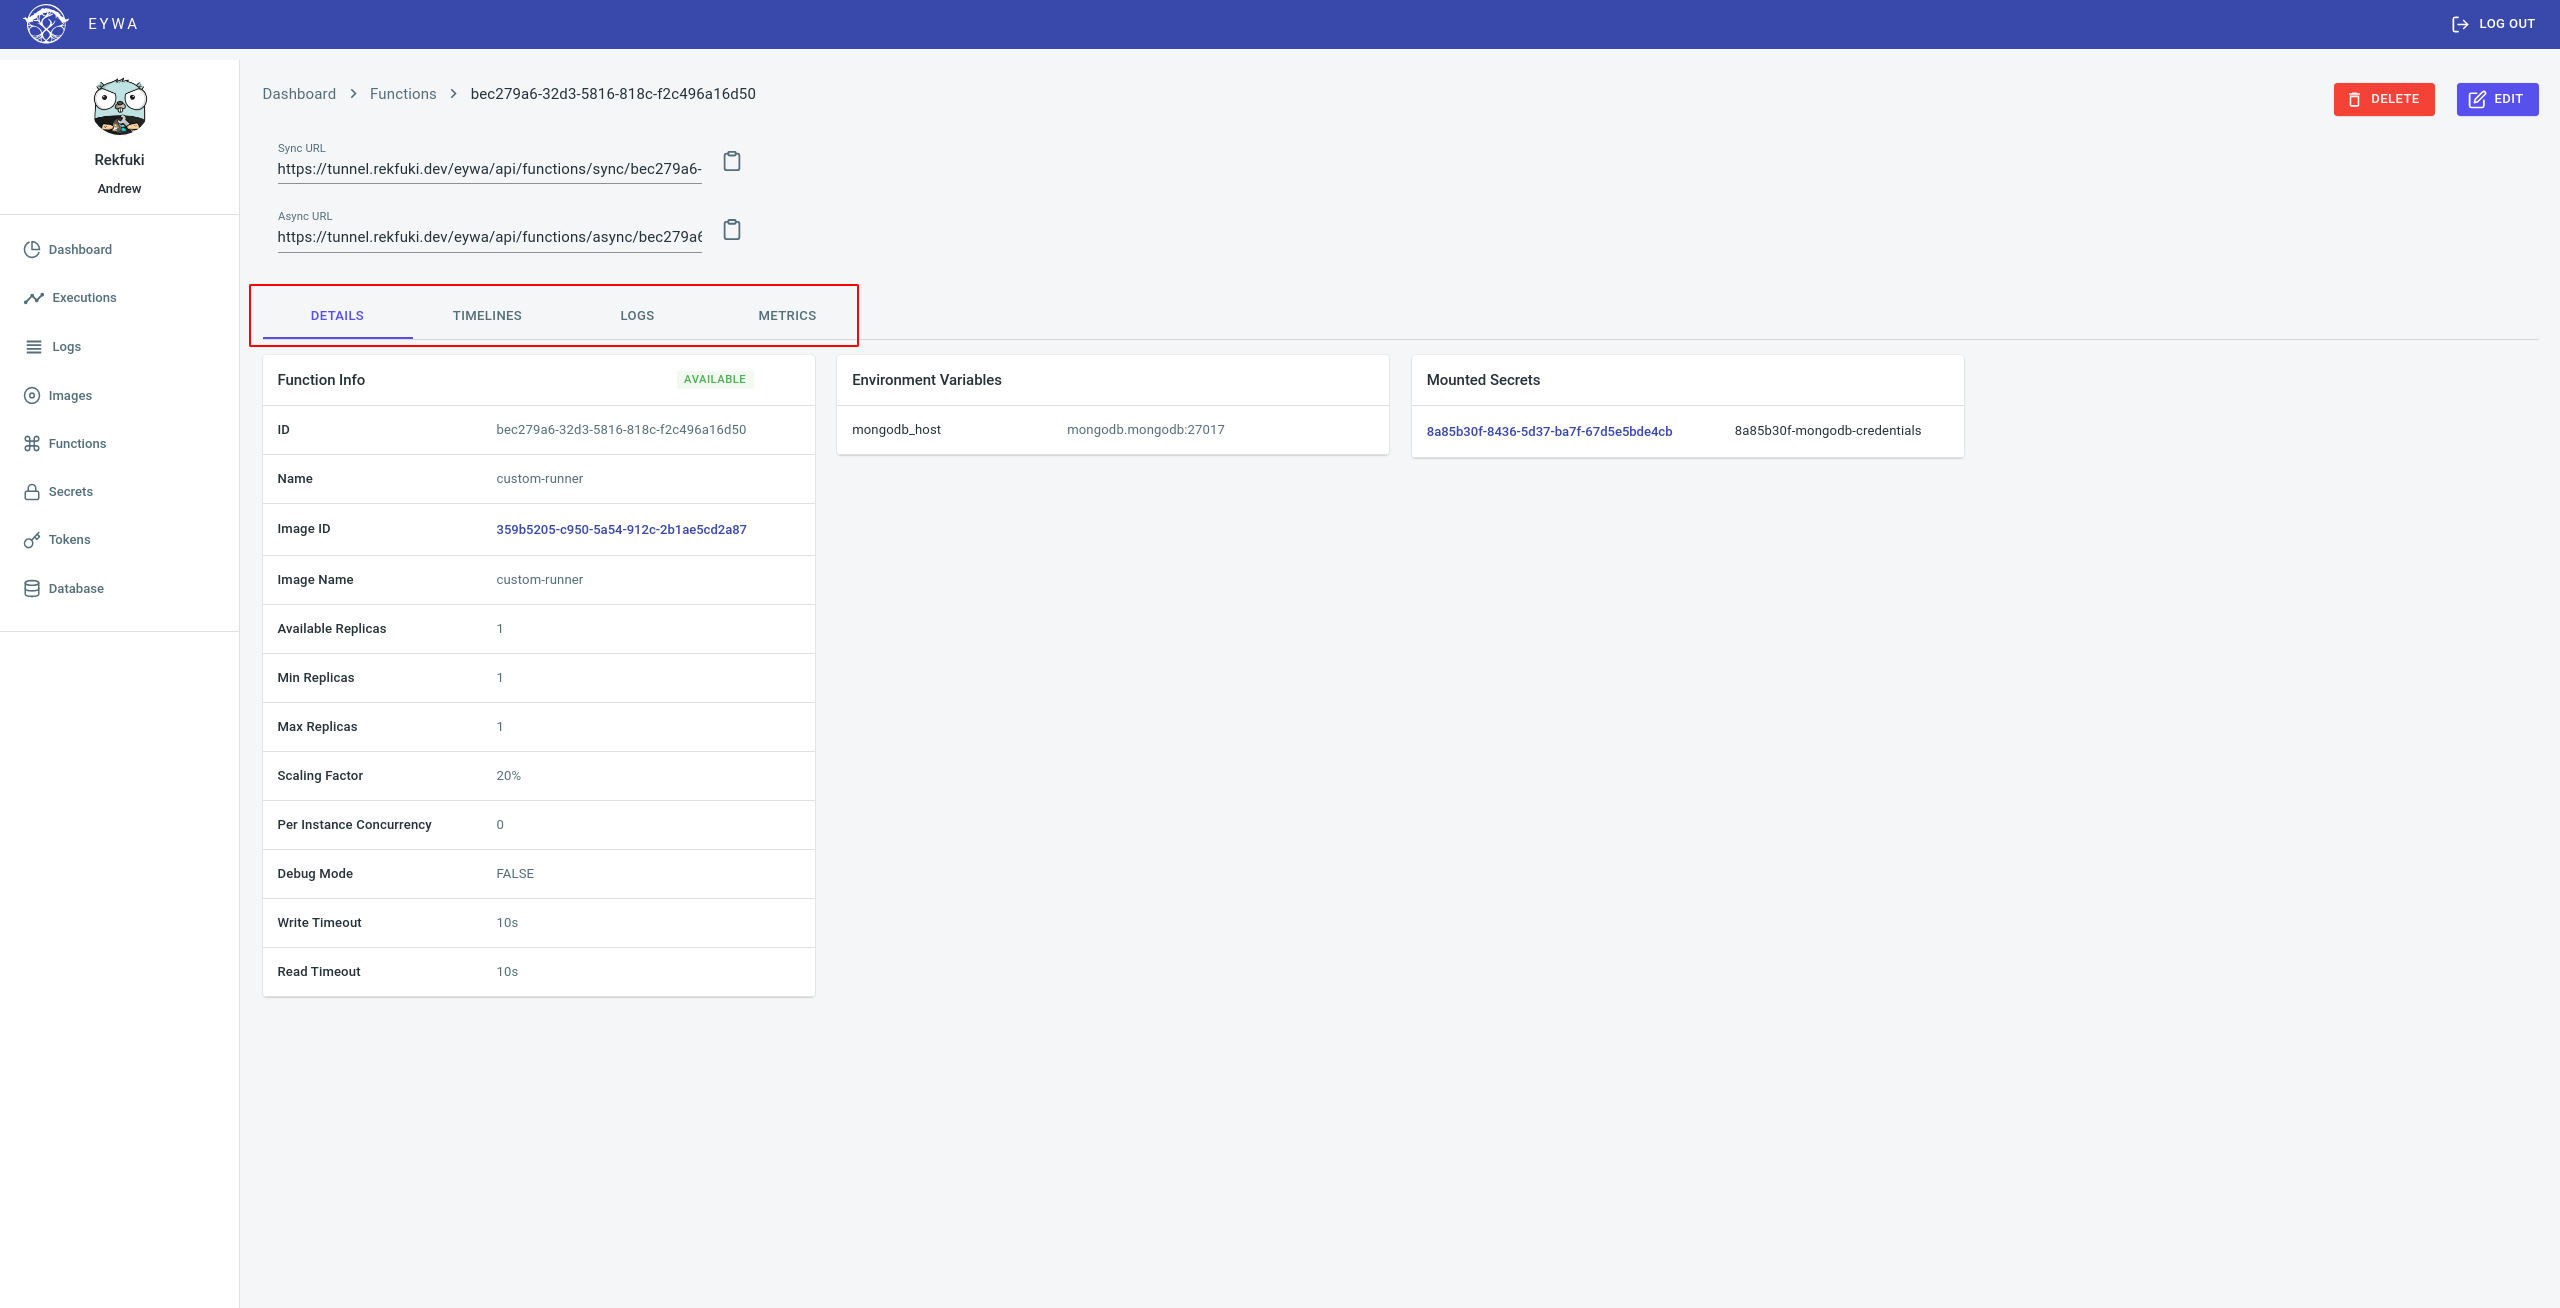 EYWA
LOG OUT
Rekfuki
Andrew
Dashboard
Executions
Logs
Images
Functions
Secrets
Tokens
Database
Dashboard > Functions > bec279a6-32d3-5816-818c-f2c496a16d50
DELETE
EDIT
Sync URL
https://tunnel.rekfuki.dev/eywa/api/functions/sync/bec279a6-
Async URL
https://tunnel.rekfuki.dev/eywa/api/functions/async/bec279a6
DETAILS TIMELINES LOGS METRICS
Function Info AVAILABLE
ID bec279a6-32d3-5816-818c-f2c496a16d50
Name custom-runner
Image ID 359b5205-c950-5a54-912c-2b1ae5cd2a87
Image Name custom-runner
Available Replicas 1
Min Replicas 1
Max Replicas 1
Scaling Factor 20%
Per Instance Concurrency 0
Debug Mode FALSE
Write Timeout 10s
Read Timeout 10s
Environment Variables
mongodb_host mongodb.mongodb:27017
Mounted Secrets
8a85b30f-8436-5d37-ba7f-67d5e5bde4cb 8a85b30f-mongodb-credentials